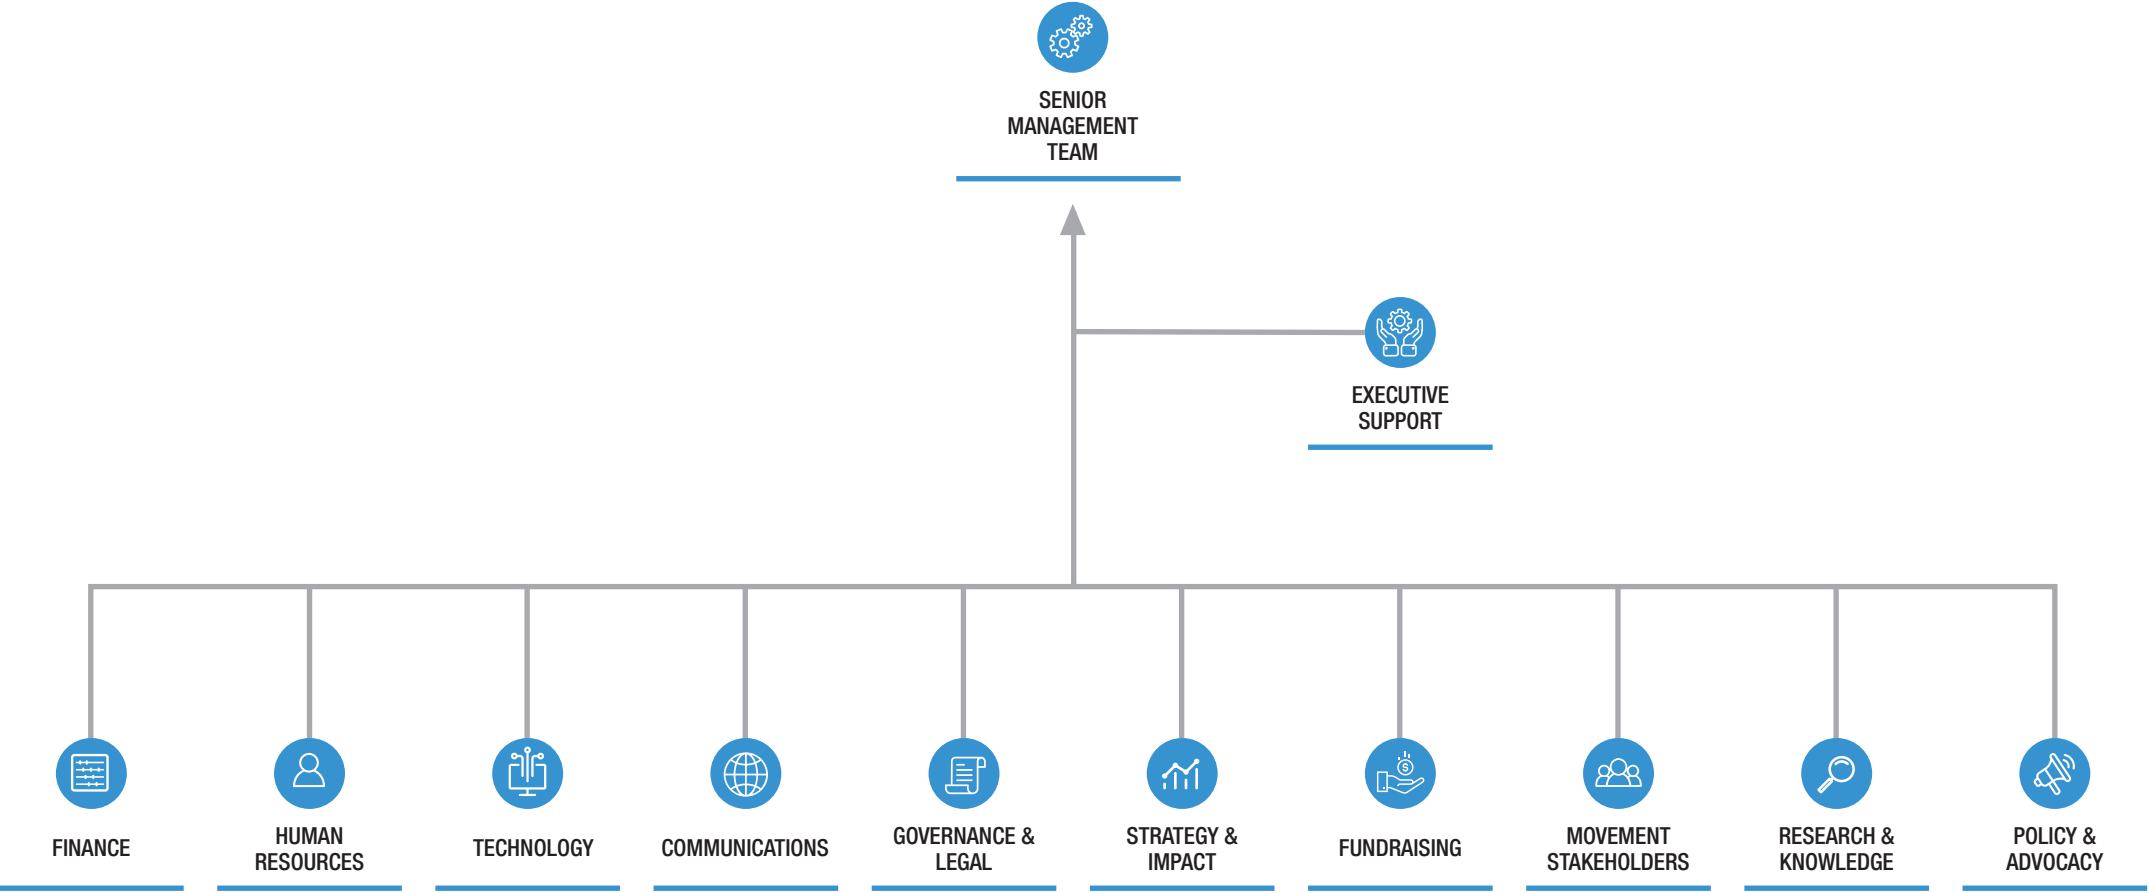 SENIOR
MANAGEMENT
TEAM
EXECUTIVE
SUPPORT
FINANCE
HUMAN
RESOURCES
TECHNOLOGY
COMMUNICATIONS
GOVERNANCE &
LEGAL
STRATEGY &
IMPACT
FUNDRAISING
MOVEMENT
STAKEHOLDERS
RESEARCH &
KNOWLEDGE
POLICY &
ADVOCACY